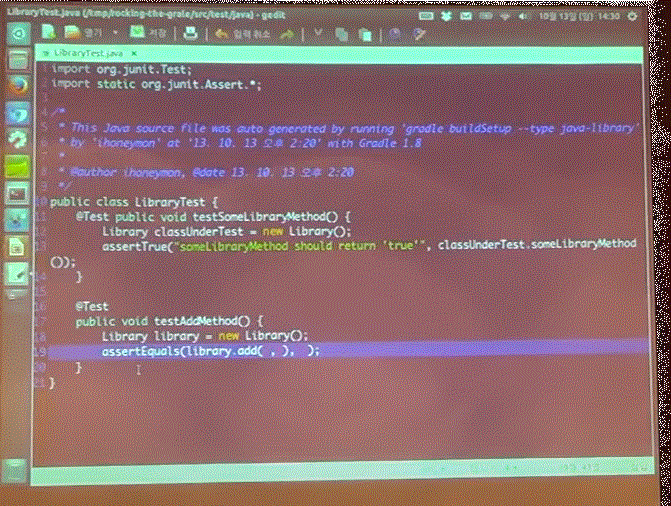 LibraryTest.java (/tmp/rocking-the-grale/src/test/java) - gedit
10월 13일 (일) 14:30
열기 저장 입력 취소
LibraryTest.java ×
1 import org.junit.Test;
2 import static org.junit.Assert.*;
3
4 /*
5 * This Java source file was auto generated by running 'gradle buildSetup --type java-library'
6 * by 'ihoneymon' at '13. 10. 13 오후 2:20' with Gradle 1.8
7 *
8 * @author ihoneymon, @date 13. 10. 13 오후 2:20
9 */
10 public class LibraryTest {
11 @Test public void testSomeLibraryMethod() {
12 Library classUnderTest = new Library();
13 assertTrue("someLibraryMethod should return 'true'", classUnderTest.someLibraryMethod
());
14 }
15
16 @Test
17 public void testAddMethod() {
18 Library library = new Library();
19 assertEquals(library.add( , ), );
20 }
21 }